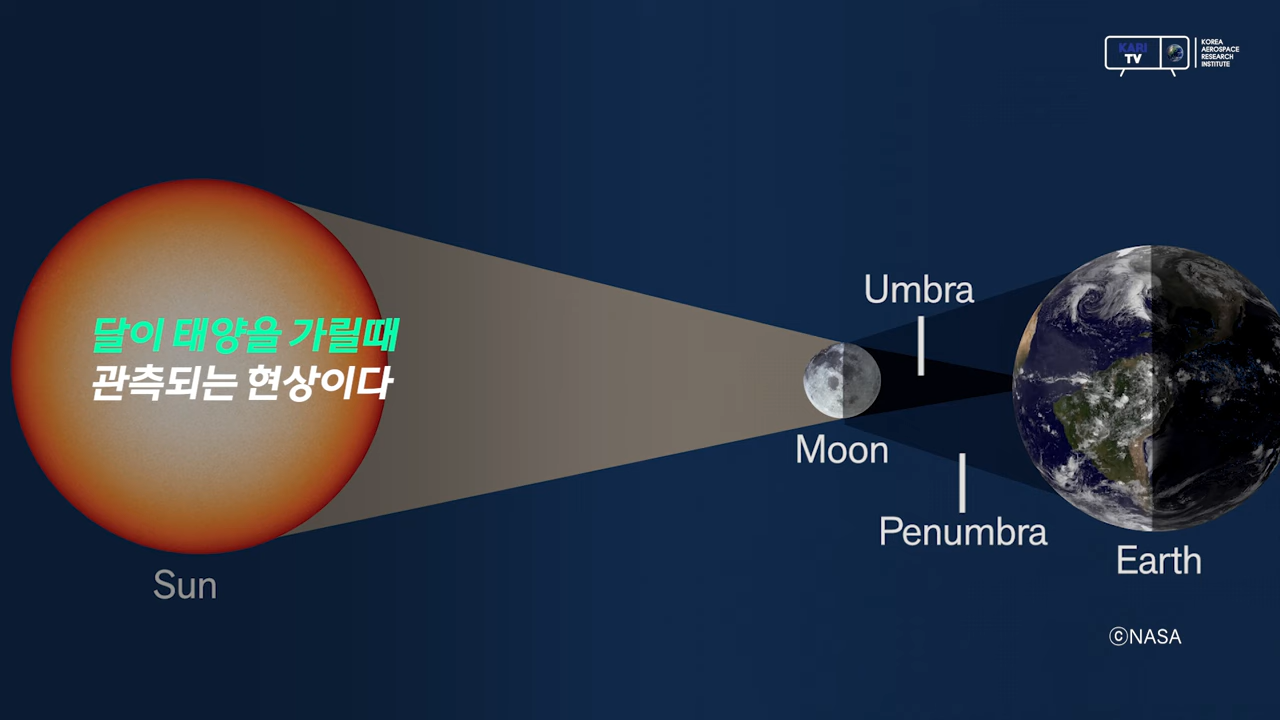 KARI
TV
KOREA
AEROSPACE
RESEARCH
INSTITUTE
Umbra
달이 태양을 가릴때
관측되는 현상이다
Moon
Penumbra
Earth
Sun
ⓒNASA